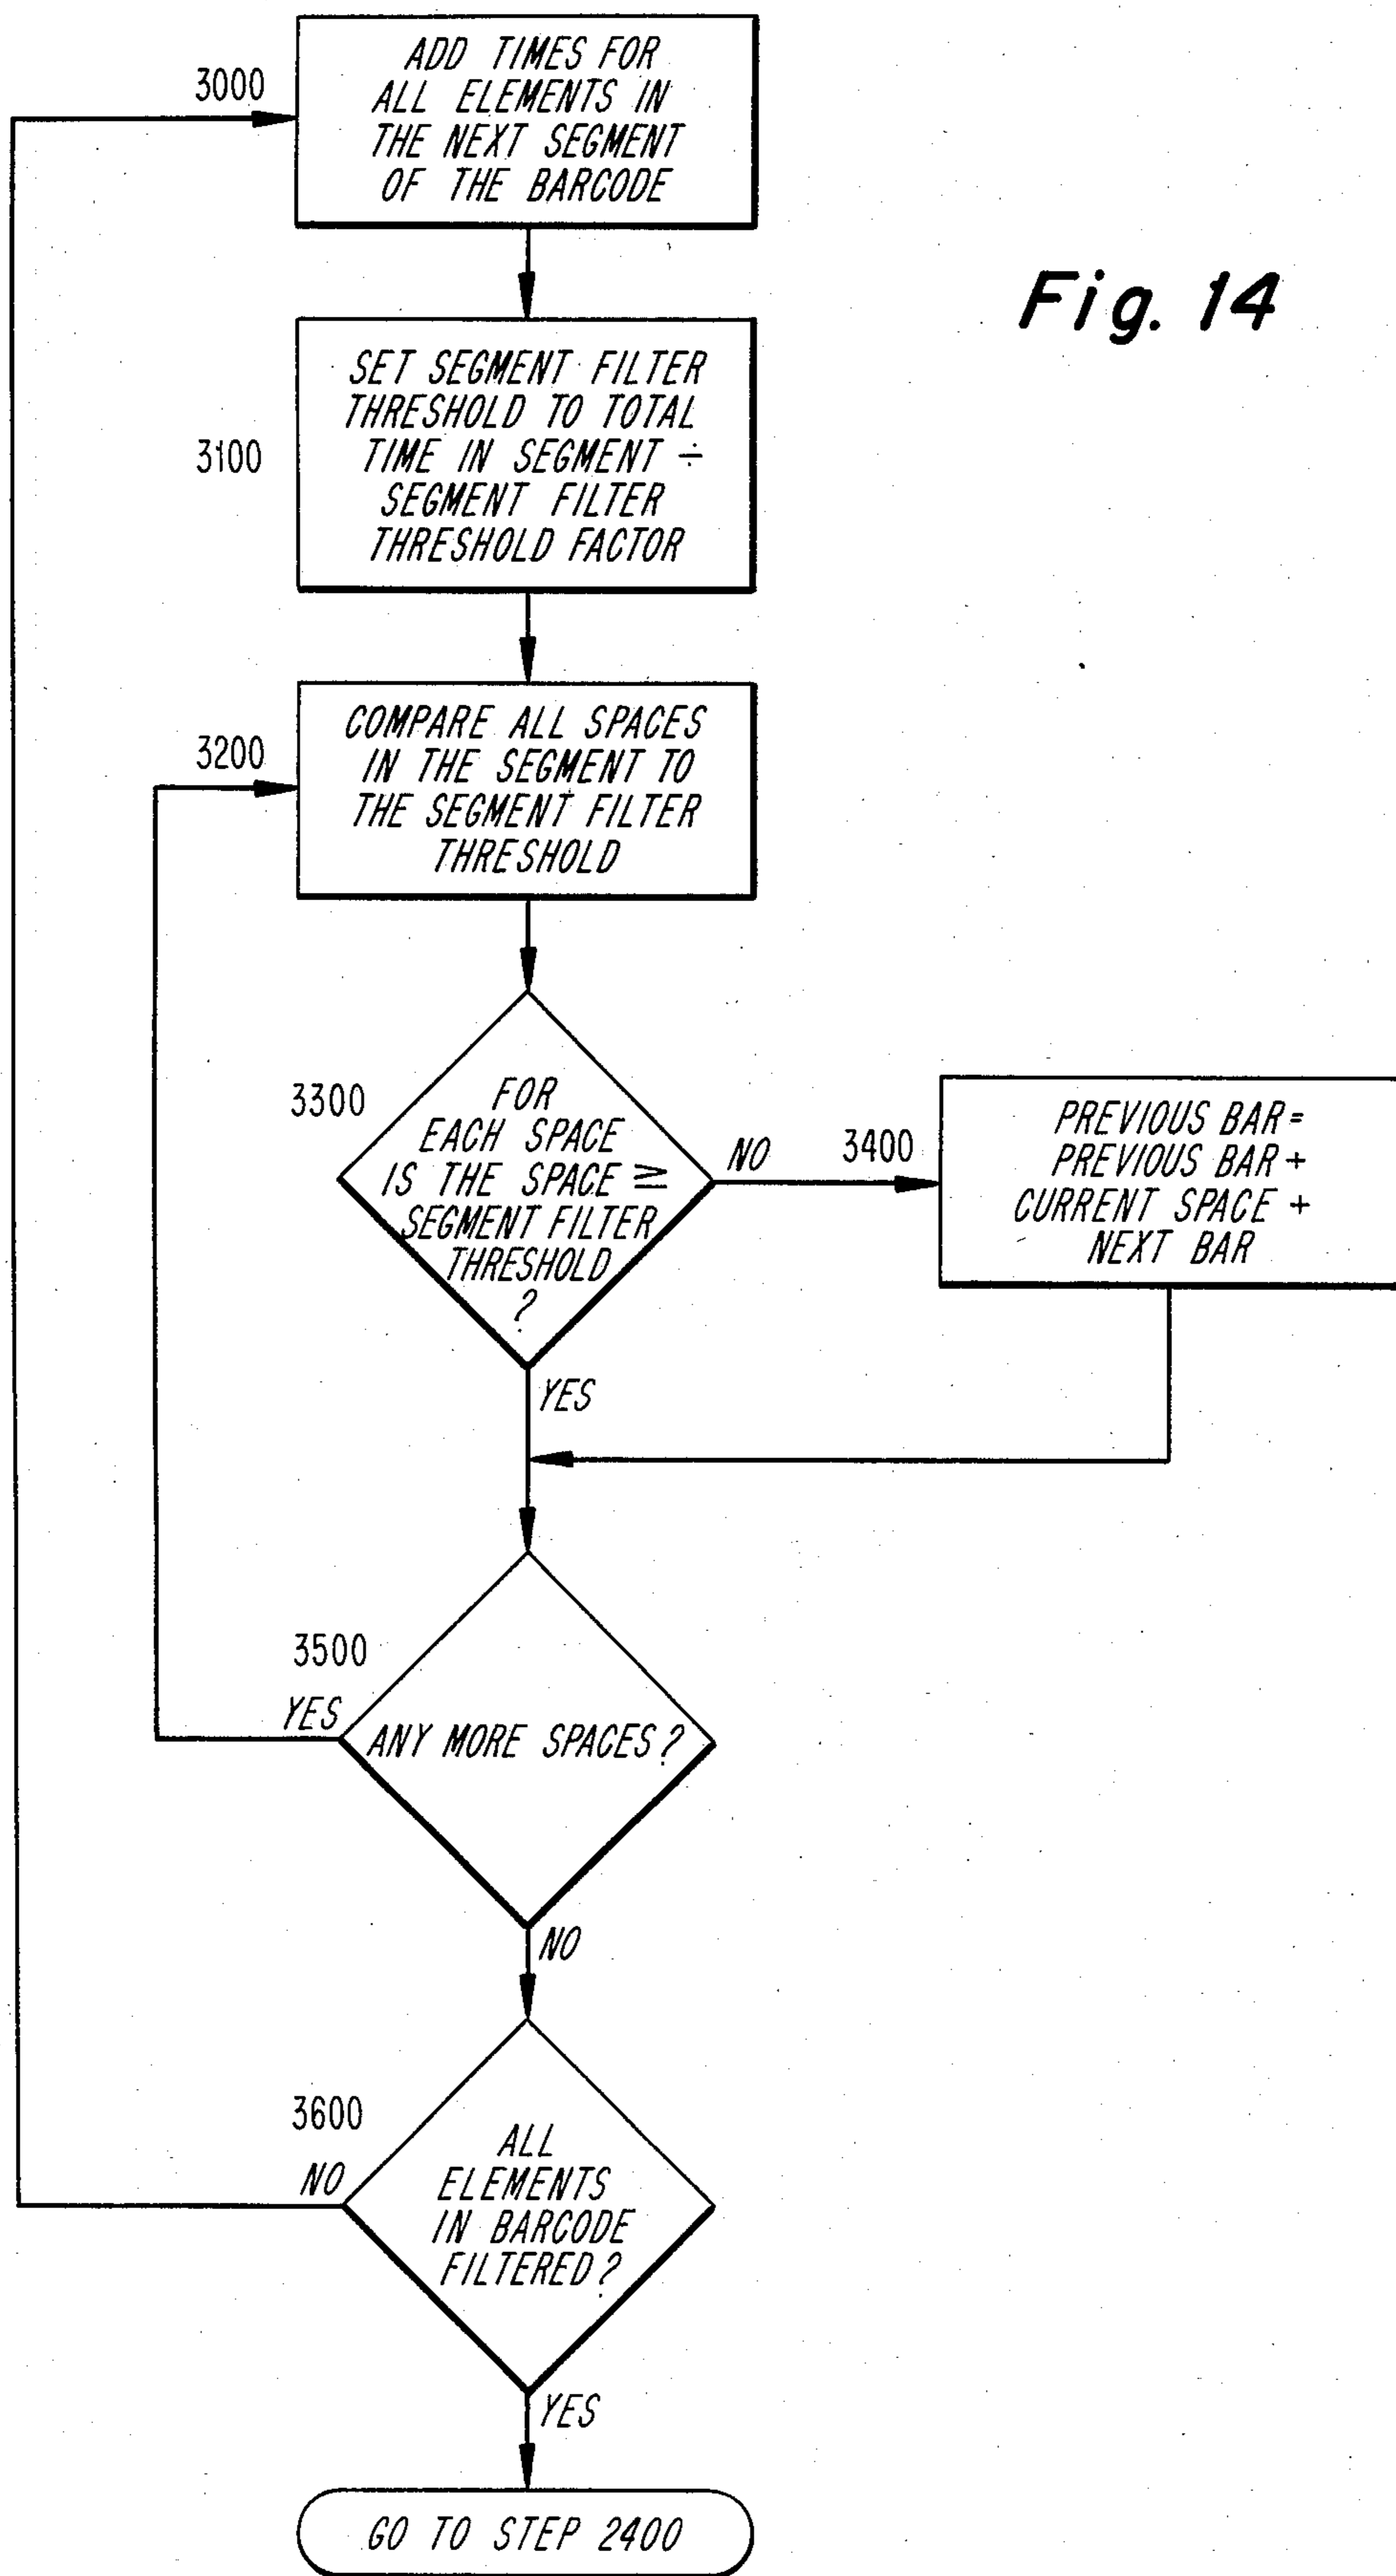 3000
ADD TIMES FOR
ALL ELEMENTS IN
THE NEXT SEGMENT
OF THE BARCODE
Fig. 14
3100
SET SEGMENT FILTER
THRESHOLD TO TOTAL
TIME IN SEGMENT ÷
SEGMENT FILTER
THRESHOLD FACTOR
3200
COMPARE ALL SPACES
IN THE SEGMENT TO
THE SEGMENT FILTER
THRESHOLD
3300
FOR
EACH SPACE
IS THE SPACE ≥
SEGMENT FILTER
THRESHOLD
?
NO
3400
PREVIOUS BAR=
PREVIOUS BAR +
CURRENT SPACE +
NEXT BAR
YES
3500
YES
ANY MORE SPACES?
NO
3600
NO
ALL
ELEMENTS
IN BARCODE
FILTERED?
YES
GO TO STEP 2400